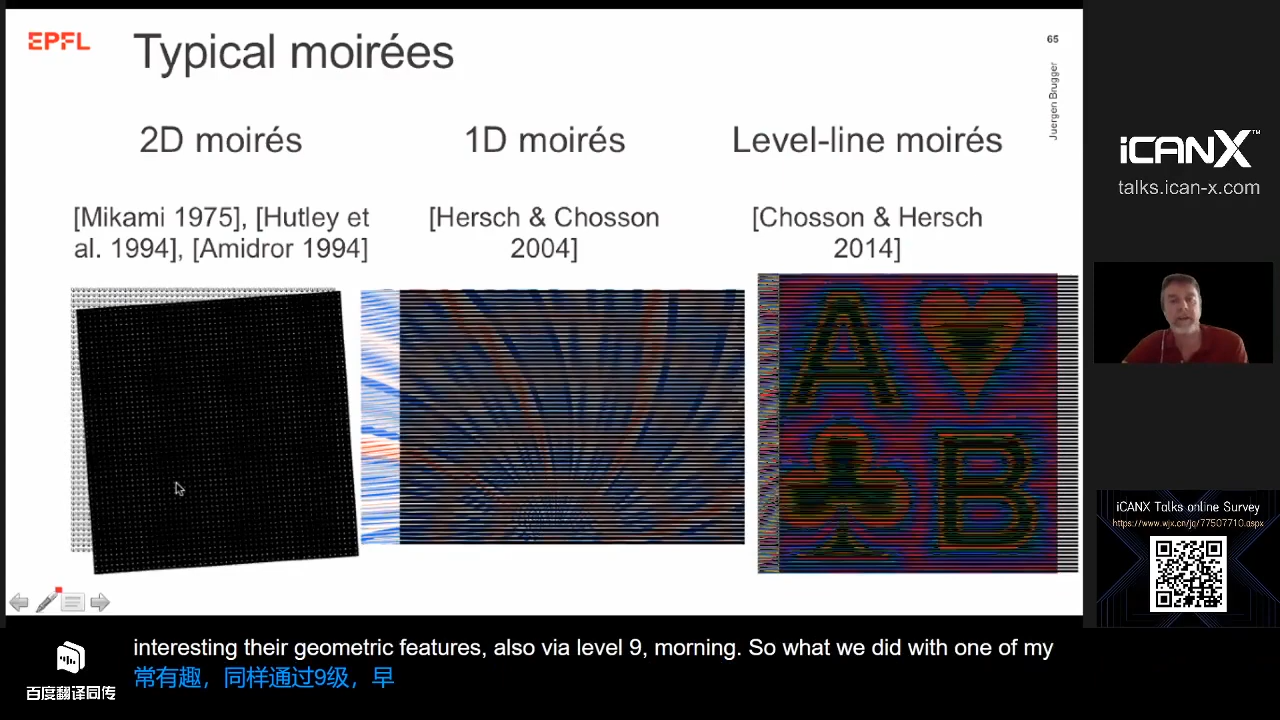 EPFL
Typical moirées
65
Juergen Brugger
2D moirés
1D moirés
Level-line moirés
[Mikami 1975], [Hutley et
al. 1994], [Amidror 1994]
[Hersch & Chosson
2004]
[Chosson & Hersch
2014]
A
B
iCANX™
talks.ican-x.com
iCANX Talks online Survey
https://www.wjx.cn/jq/77507710.aspx
interesting their geometric features, also via level 9, morning. So what we did with one of my
常有趣，同样通过9级，早
百度翻译同传